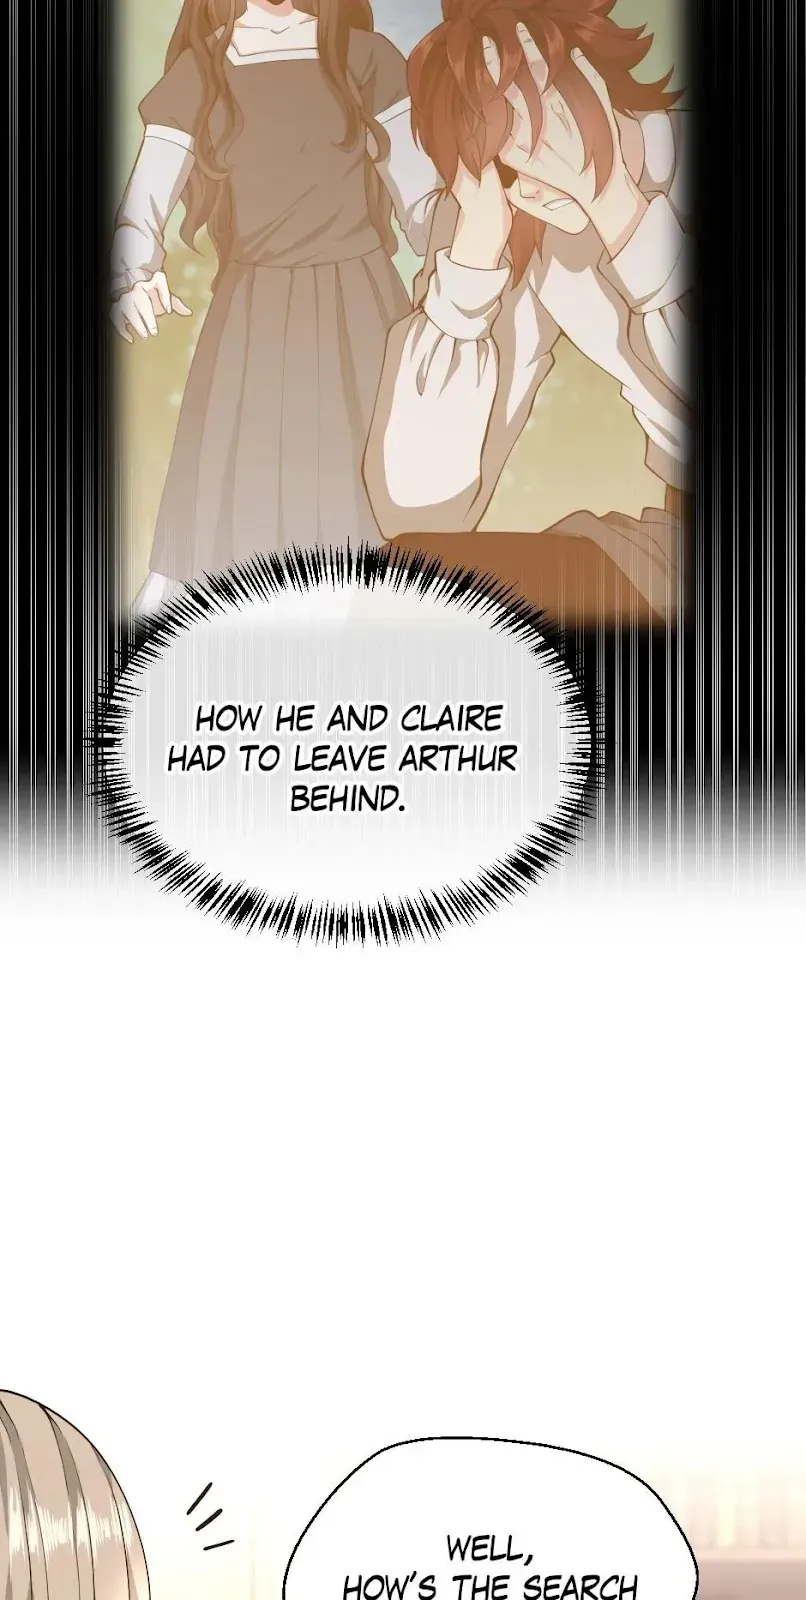 HOW HE AND CLAIRE
HAD TO LEAVE ARTHUR
BEHIND.
WELL,
HOW'S THE SEARCH